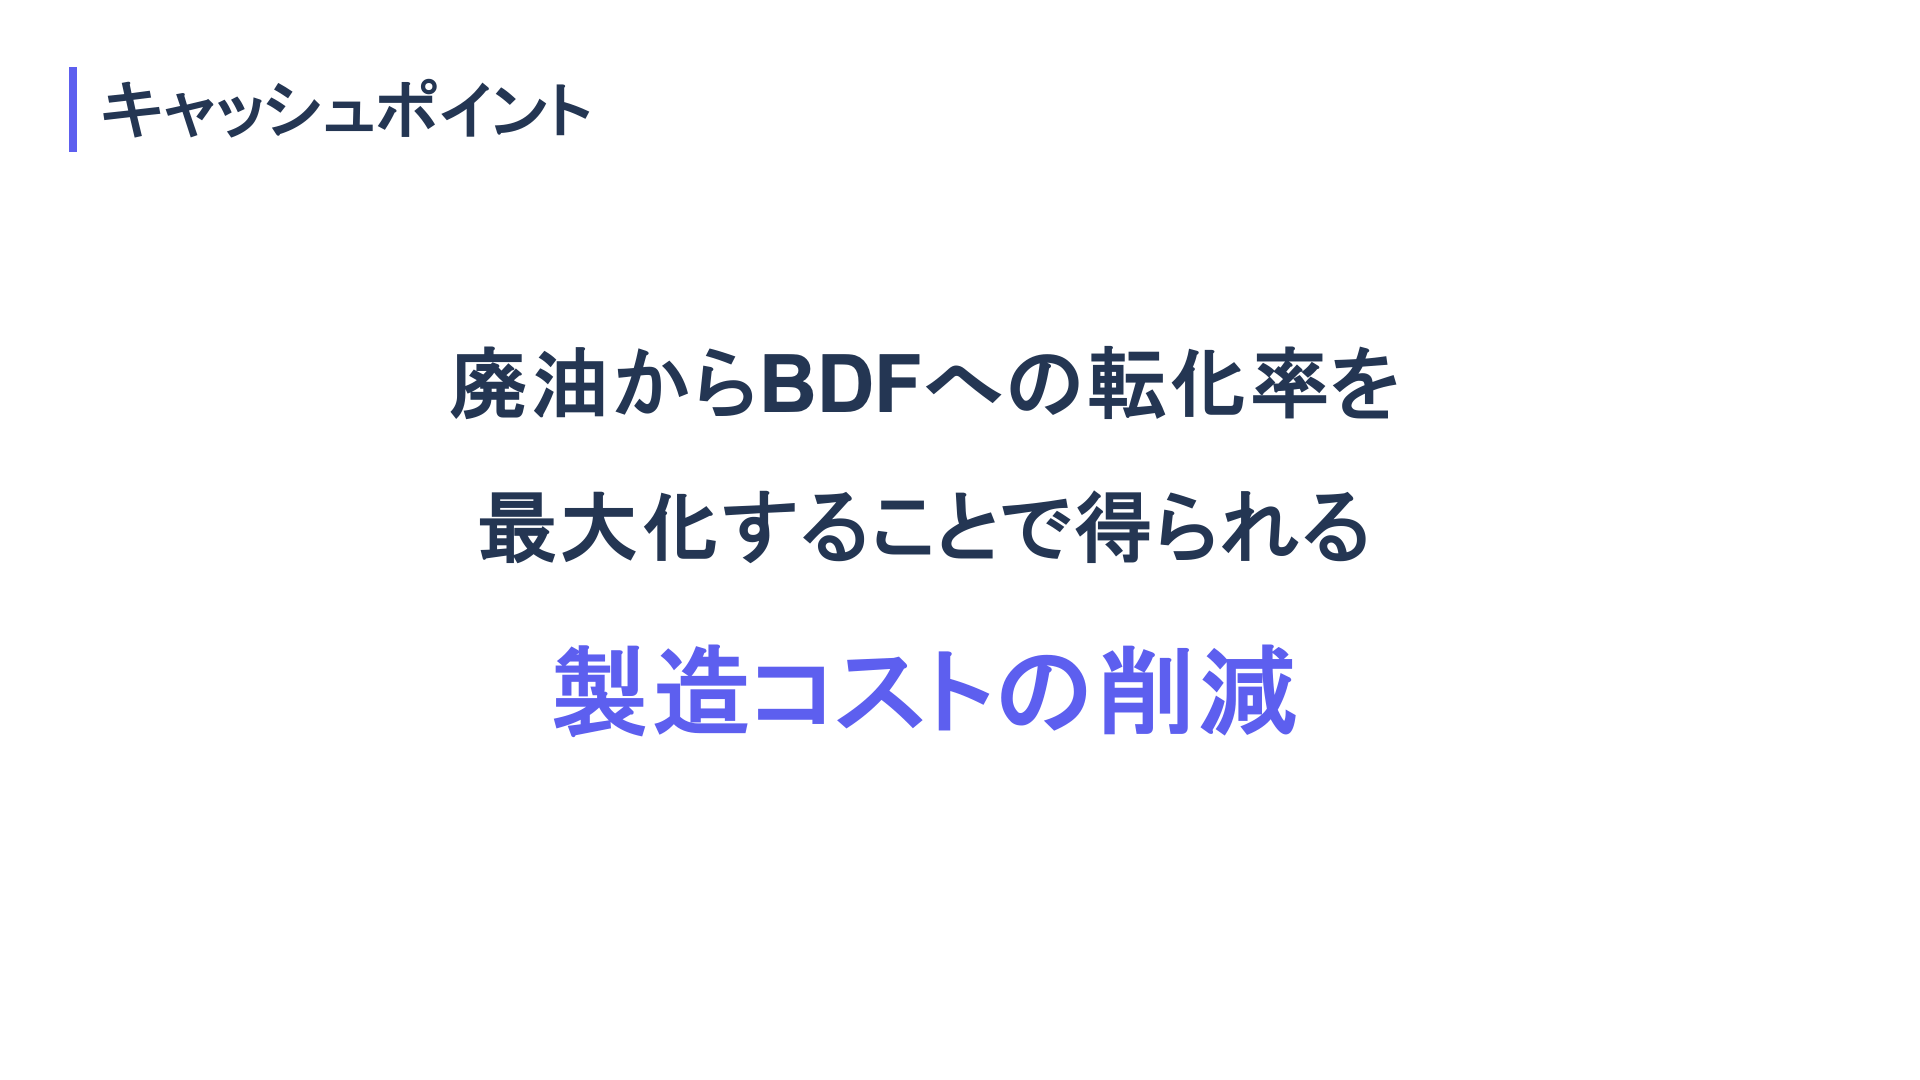 キャッシュポイント
廃油からBDFへの転化率を
最大化することで得られる
製造コストの削減